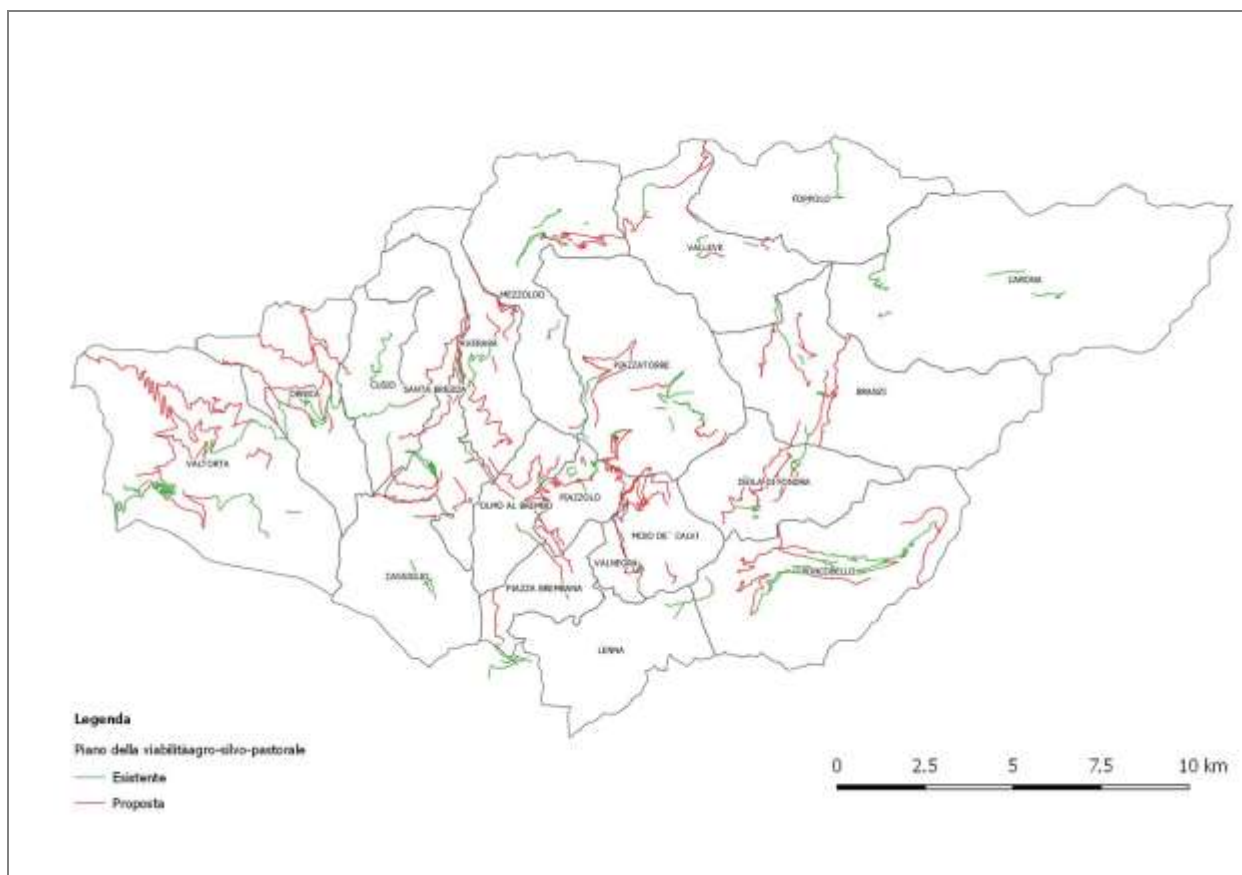 FOPPOLO
VALLEVE
CARONA
MEZZOLDO
AVERARA
PIAZZATORRE
CUSIO
SANTA BRIGIDA
ORNICA
BRANZI
VALTORTA
ISOLA DI FONDRA
PIAZZOLO
OLMO AL BREMBO
MOIO DE' CALVI
VALNEGRA
RONCOBELLO
CASSIGLIO
PIAZZA BREMBANA
LENNA
Legenda
Piano della viabilitàagro-silvo-pastorale
Esistente
Proposta
0 2.5 5 7.5 10 km